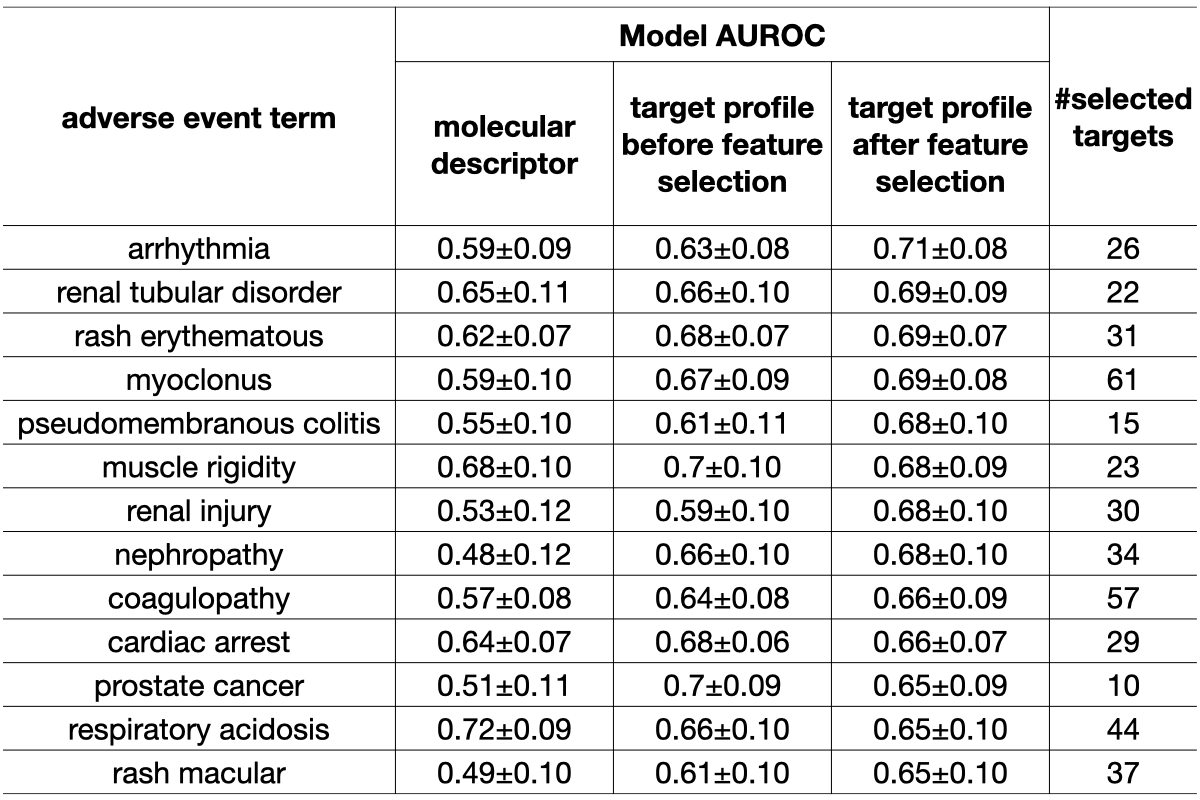 adverse event term
Model AUROC
#selected
targets
molecular
descriptor
target profile
before feature
selection
target profile
after feature
selection
arrhythmia 0.59±0.09 0.63±0.08 0.71±0.08 26
renal tubular disorder 0.65±0.11 0.66±0.10 0.69±0.09 22
rash erythematous 0.62±0.07 0.68±0.07 0.69±0.07 31
myoclonus 0.59±0.10 0.67±0.09 0.69±0.08 61
pseudomembranous colitis 0.55±0.10 0.61±0.11 0.68±0.10 15
muscle rigidity 0.68±0.10 0.7±0.10 0.68±0.09 23
renal injury 0.53±0.12 0.59±0.10 0.68±0.10 30
nephropathy 0.48±0.12 0.66±0.10 0.68±0.10 34
coagulopathy 0.57±0.08 0.64±0.08 0.66±0.09 57
cardiac arrest 0.64±0.07 0.68±0.06 0.66±0.07 29
prostate cancer 0.51±0.11 0.7±0.09 0.65±0.09 10
respiratory acidosis 0.72±0.09 0.66±0.10 0.65±0.10 44
rash macular 0.49±0.10 0.61±0.10 0.65±0.10 37